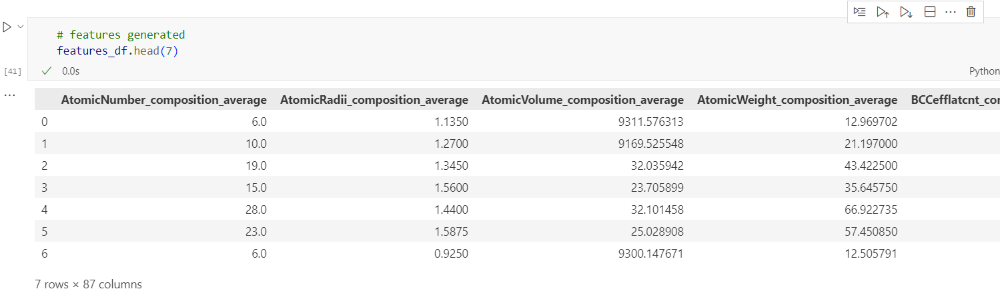 # features generated
features_df.head(7)
[41]
0.0s
Python
...
AtomicNumber_composition_average AtomicRadii_composition_average AtomicVolume_composition_average AtomicWeight_composition_average BCCefflatcnt_cor
0 6.0 1.1350 9311.576313 12.969702
1 10.0 1.2700 9169.525548 21.197000
2 19.0 1.3450 32.035942 43.422500
3 15.0 1.5600 23.705899 35.645750
4 28.0 1.4400 32.101458 66.922735
5 23.0 1.5875 25.028908 57.450850
6 6.0 0.9250 9300.147671 12.505791
7 rows × 87 columns